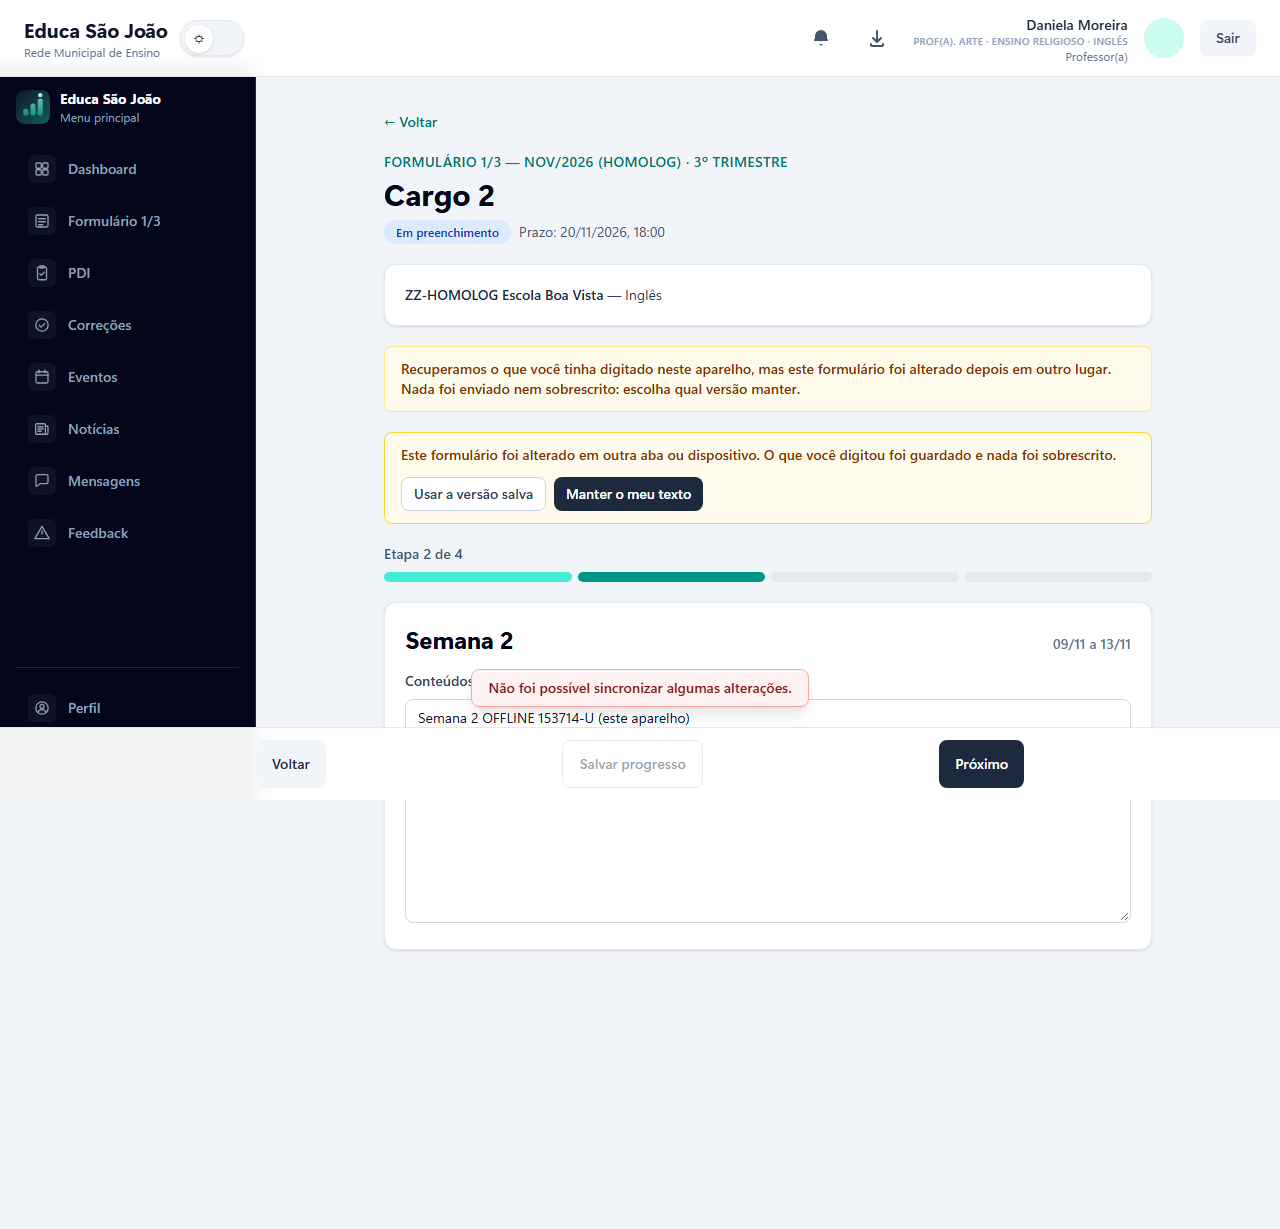 Educa São João
Rede Municipal de Ensino
Daniela Moreira
PROF(A). ARTE · ENSINO RELIGIOSO · INGLÊS
Professor(a)
Sair
Educa São João
Menu principal
Dashboard
Formulário 1/3
PDI
Correções
Eventos
Notícias
Mensagens
Feedback
Perfil
← Voltar
FORMULÁRIO 1/3 — NOV/2026 (HOMOLOG) · 3º TRIMESTRE
Cargo 2
Em preenchimento
Prazo: 20/11/2026, 18:00
ZZ-HOMOLOG Escola Boa Vista — Inglês
Recuperamos o que você tinha digitado neste aparelho, mas este formulário foi alterado depois em outro lugar.
Nada foi enviado nem sobrescrito: escolha qual versão manter.
Este formulário foi alterado em outra aba ou dispositivo. O que você digitou foi guardado e nada foi sobrescrito.
Usar a versão salva
Manter o meu texto
Etapa 2 de 4
Semana 2
09/11 a 13/11
Conteúdos
Não foi possível sincronizar algumas alterações.
Semana 2 OFFLINE 153714-U (este aparelho)
Voltar
Salvar progresso
Próximo